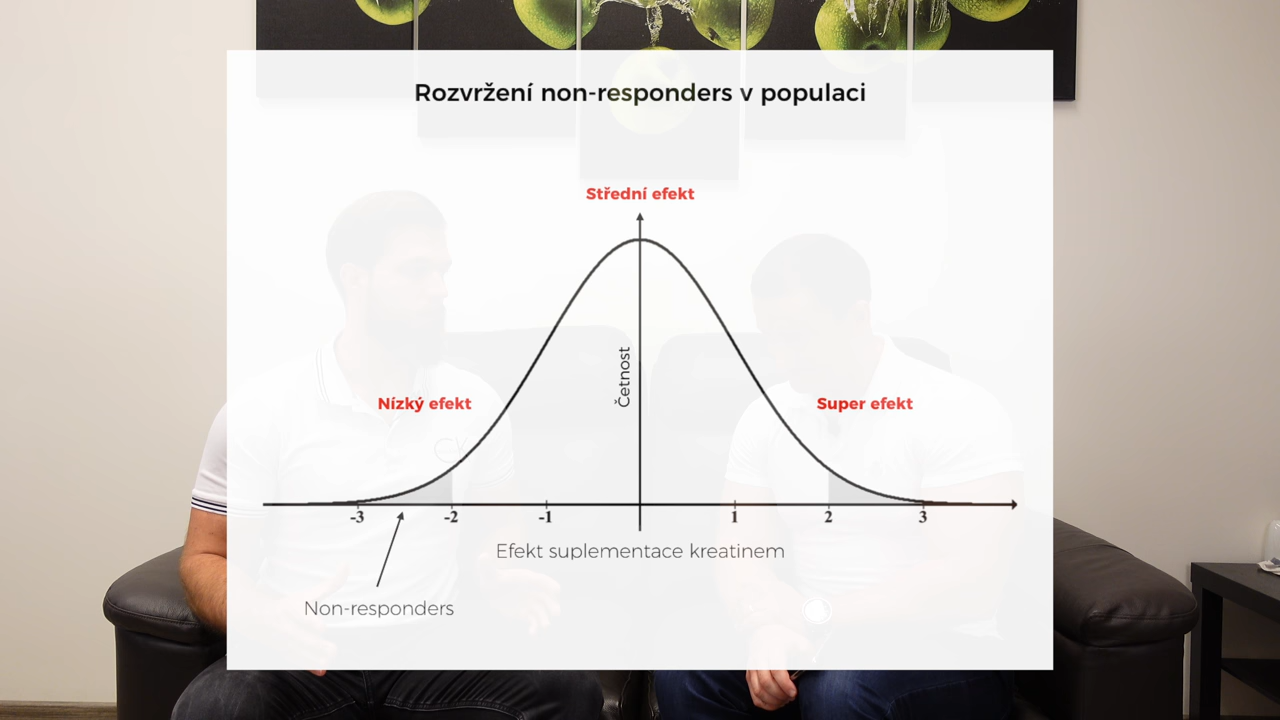 Rozvržení non-responders v populaci
Střední efekt
Četnost
Nízký efekt
Super efekt
-3
-2
-1
1
2
3
Efekt suplementace kreatinem
Non-responders
CK